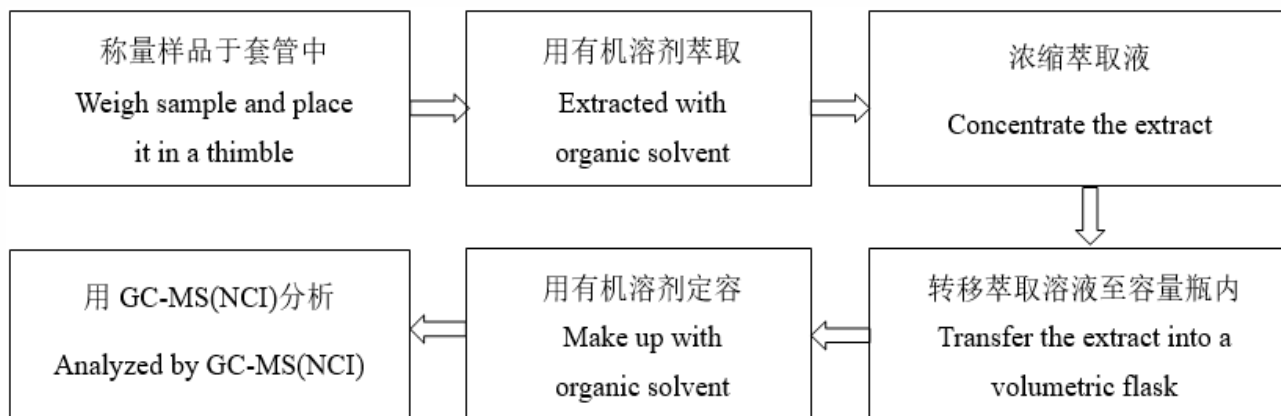 称量样品于套管中
Weigh sample and place
it in a thimble
用有机溶剂萃取
Extracted with
organic solvent
浓缩萃取液
Concentrate the extract
转移萃取溶液至容量瓶内
Transfer the extract into a
volumetric flask
用有机溶剂定容
Make up with
organic solvent
用 GC-MS(NCI)分析
Analyzed by GC-MS(NCI)